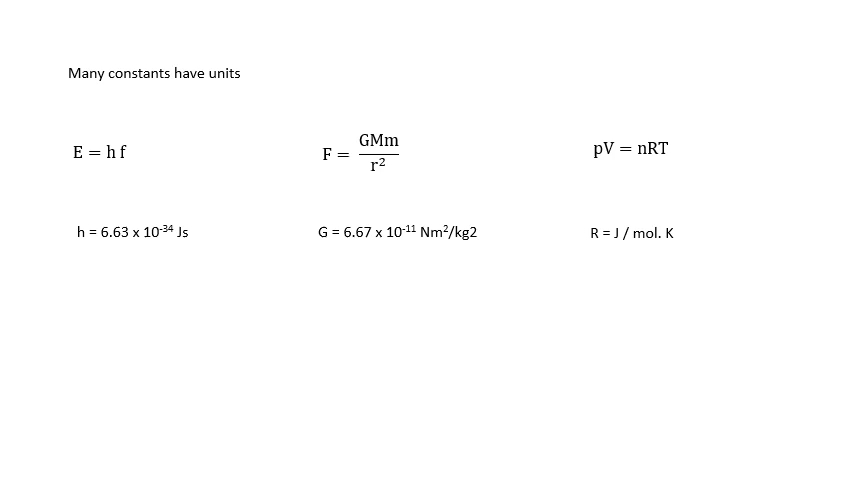 Many constants have units
E = h f
F = GMm / r²
pV = nRT
h = 6.63 x 10⁻³⁴ Js
G = 6.67 x 10⁻¹¹ Nm²/kg2
R = J / mol. K